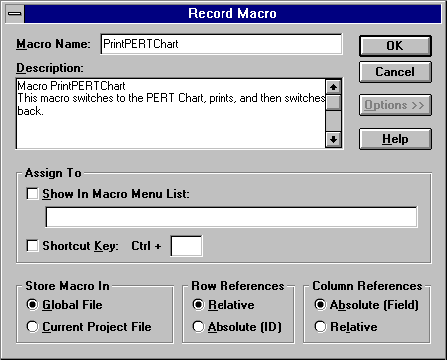 Record Macro
Macro Name: PrintPERTChart
OK
Description:
Cancel
Macro PrintPERTChart
This macro switches to the PERT Chart, prints, and then switches
back.
Options >>
Help
Assign To
Show In Macro Menu List:
Shortcut Key: Ctrl +
Store Macro In
Global File
Current Project File
Row References
Relative
Absolute (ID)
Column References
Absolute (Field)
Relative